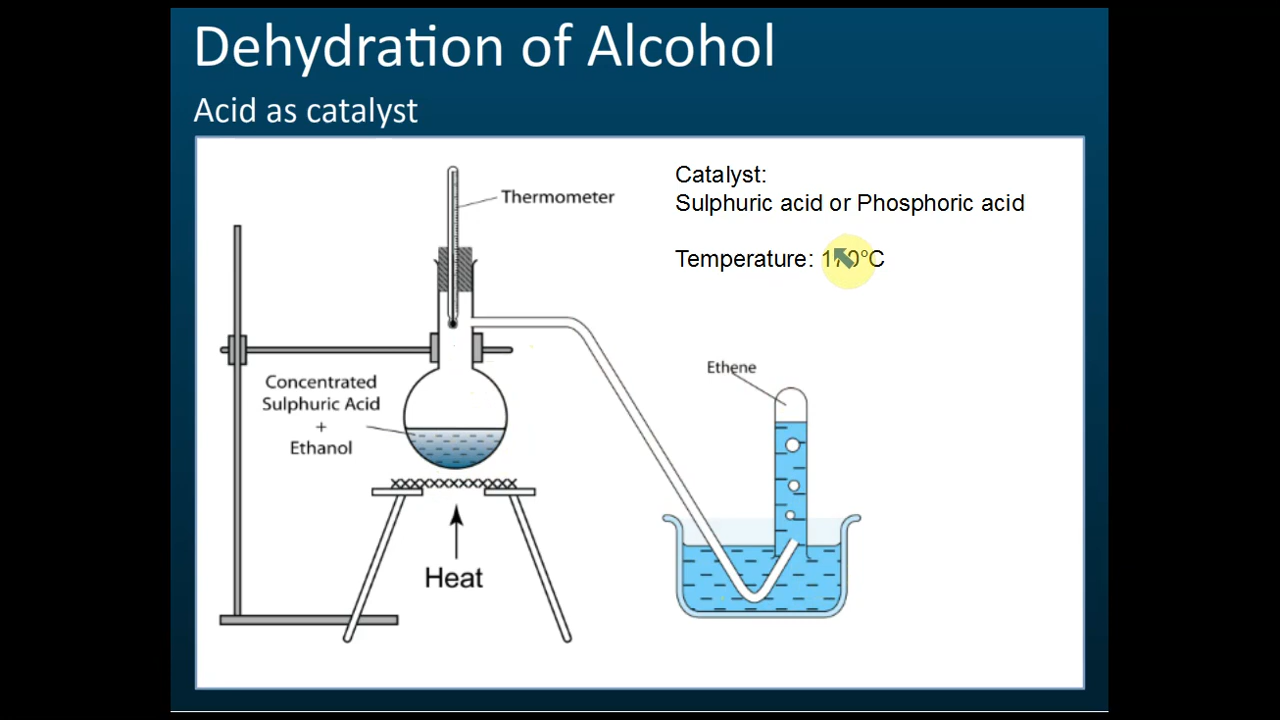 Dehydration of Alcohol
Acid as catalyst
Catalyst:
Sulphuric acid or Phosphoric acid
Temperature: 170°C
Thermometer
Concentrated
Sulphuric Acid
+
Ethanol
Heat
Ethene